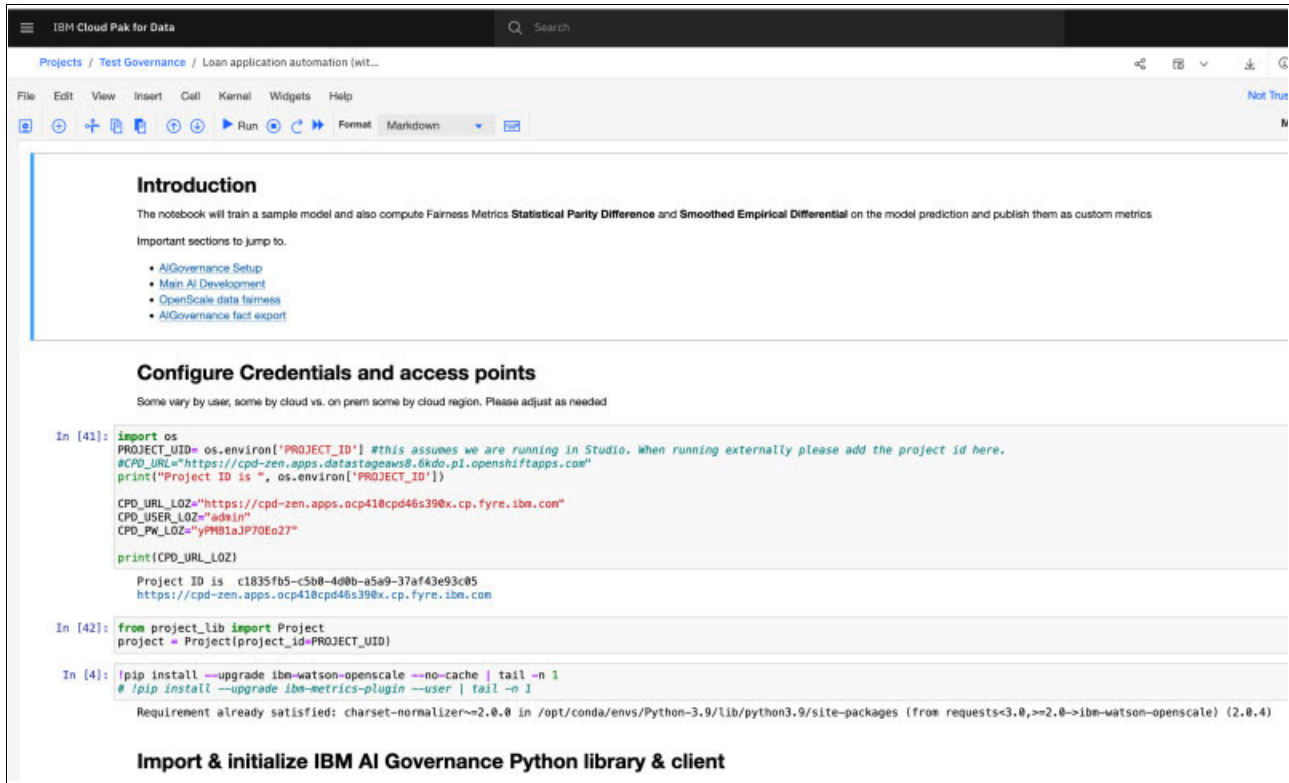 IBM Cloud Pak for Data
Search
Projects / Test Governance / Loan application automation (wit...
File Edit View Insert Cell Kernel Widgets Help
Not Trus
Run Format Markdown
Introduction
The notebook will train a sample model and also compute Fairness Metrics Statistical Parity Difference and Smoothed Empirical Differential on the model prediction and publish them as custom metrics
Important sections to jump to.
• AIGovernance Setup
• Main AI Development
• OpenScale data fairness
• AIGovernance fact export
Configure Credentials and access points
Some vary by user, some by cloud vs. on prem some by cloud region. Please adjust as needed
In [41]: import os
PROJECT_UID= os.environ['PROJECT_ID'] #this assumes we are running in Studio. When running externally please add the project id here.
#CPD_URL="https://cpd-zen.apps.datastageaws8.6kdo.p1.openshiftapps.com"
print("Project ID is ", os.environ['PROJECT_ID'])
CPD_URL_LOZ="https://cpd-zen.apps.ocp410cpd46s390x.cp.fyre.ibm.com"
CPD_USER_LOZ="admin"
CPD_PW_LOZ="yPMB1aJP7OEo27"
print(CPD_URL_LOZ)
Project ID is  c1835fb5-c5b0-4d0b-a5a9-37af43e93c05
https://cpd-zen.apps.ocp410cpd46s390x.cp.fyre.ibm.com
In [42]: from project_lib import Project
project = Project(project_id=PROJECT_UID)
In [4]: !pip install --upgrade ibm-watson-openscale --no-cache | tail -n 1
# !pip install --upgrade ibm-metrics-plugin --user | tail -n 1
Requirement already satisfied: charset-normalizer~=2.0.0 in /opt/conda/envs/Python-3.9/lib/python3.9/site-packages (from requests<3.0,>=2.0->ibm-watson-openscale) (2.0.4)
Import & initialize IBM AI Governance Python library & client